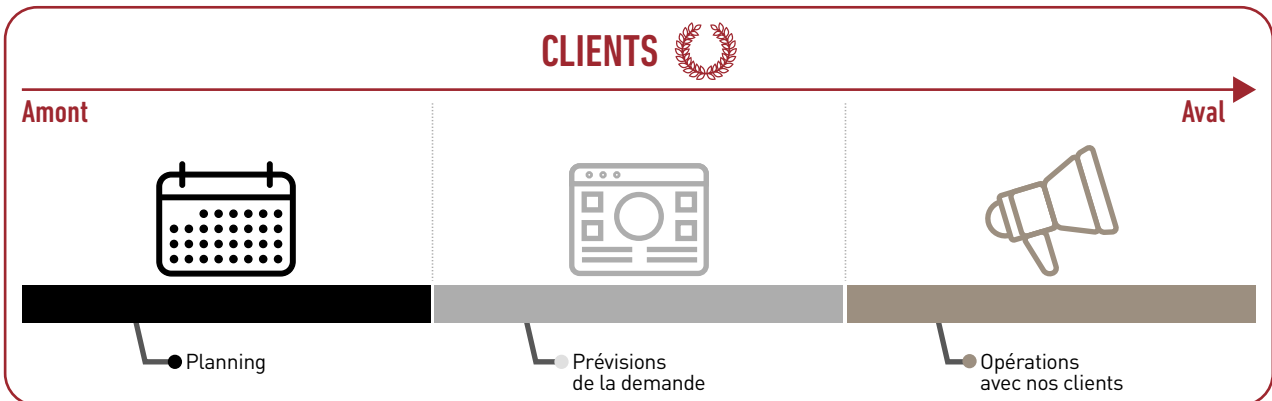 CLIENTS
Amont
Aval
Planning
Prévisions
de la demande
Opérations
avec nos clients